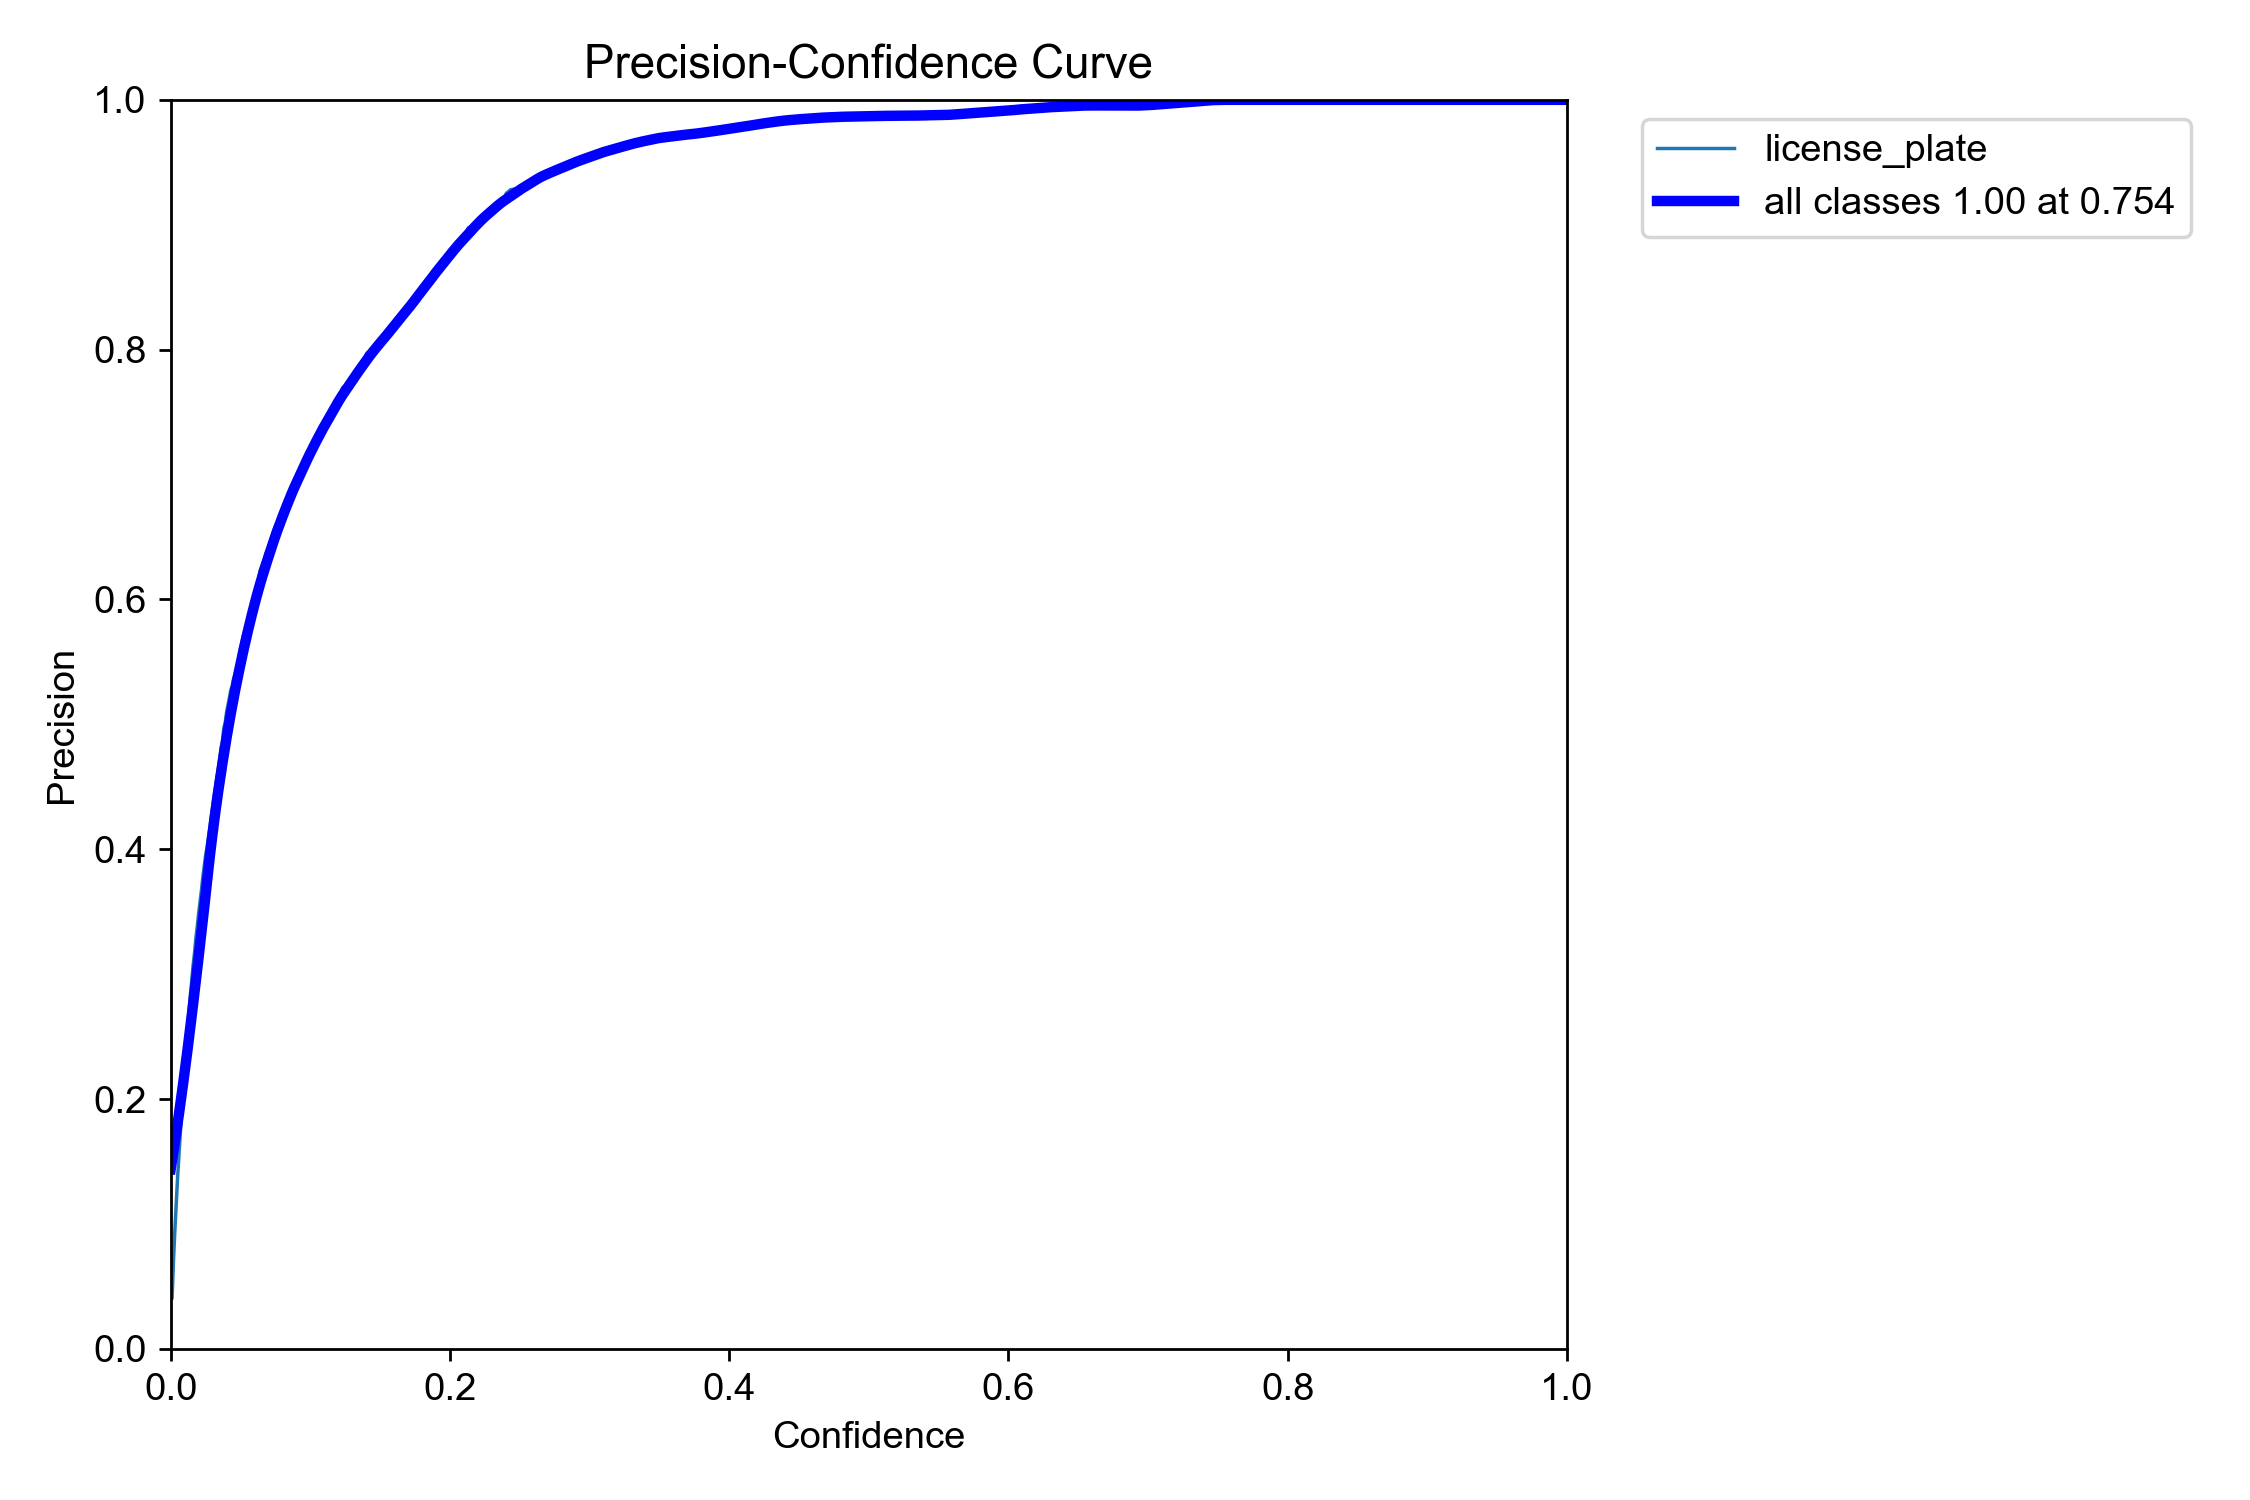 Precision-Confidence Curve
1.0
0.8
0.6
0.4
0.2
0.0
Precision
0.0 0.2 0.4 0.6 0.8 1.0
Confidence
license_plate
all classes 1.00 at 0.754